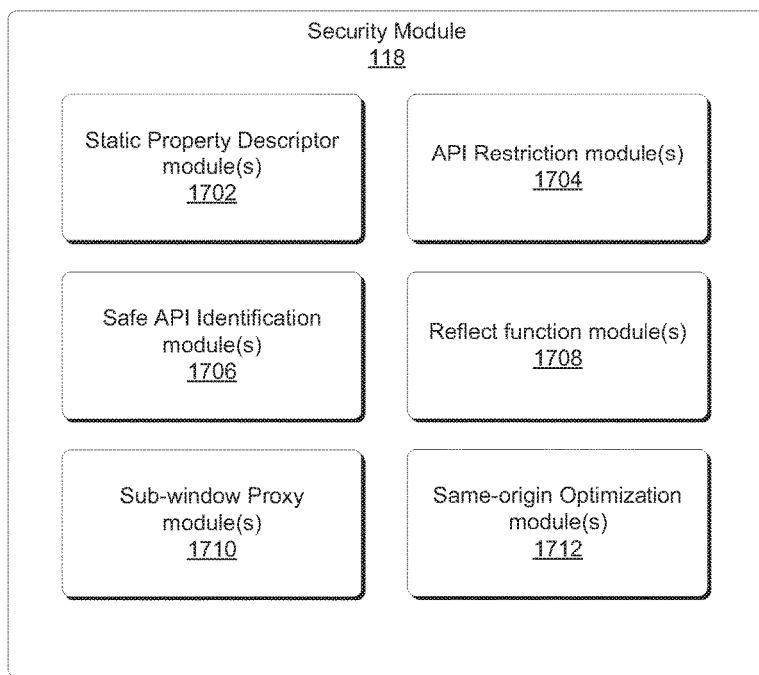 Security Module
118
Static Property Descriptor
module(s)
1702
API Restriction module(s)
1704
Safe API Identification
module(s)
1706
Reflect function module(s)
1708
Sub-window Proxy
module(s)
1710
Same-origin Optimization
module(s)
1712